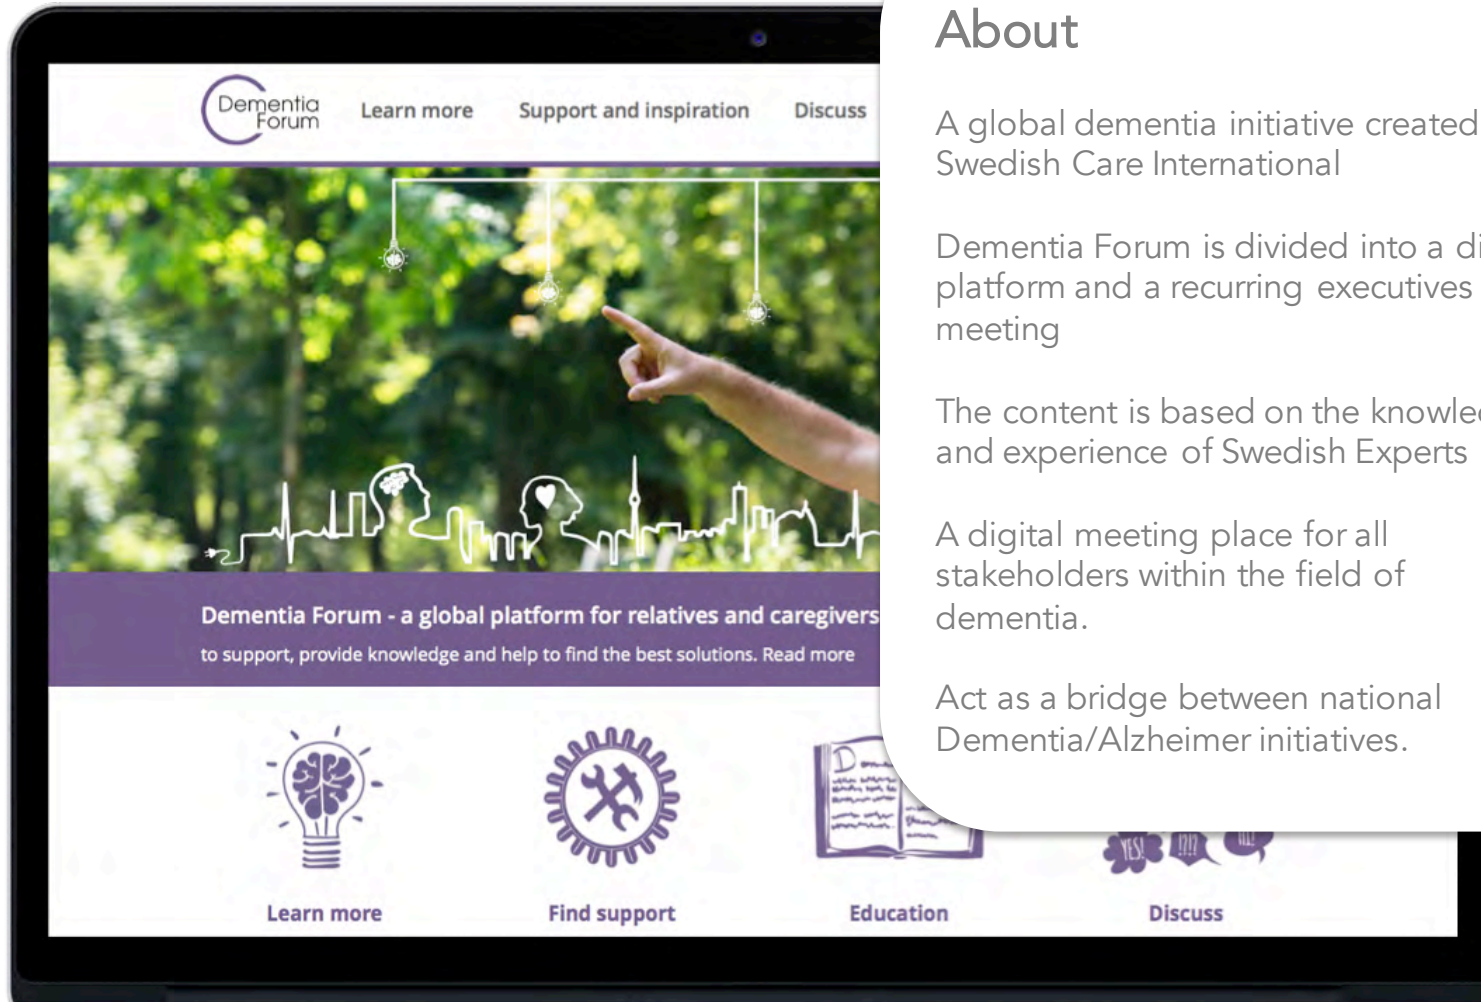 Dementia
Forum
Learn more
Support and inspiration
Discuss
Dementia Forum - a global platform for relatives and caregivers
to support, provide knowledge and help to find the best solutions. Read more
YES!
!?!?
Learn more
Find support
Education
Discuss
About
A global dementia initiative created
Swedish Care International
Dementia Forum is divided into a
platform and a recurring executives
meeting
The content is based on the
and experience of Swedish Experts
A digital meeting place for all
stakeholders within the field of
dementia.
Act as a bridge between national
Dementia/Alzheimer initiatives.